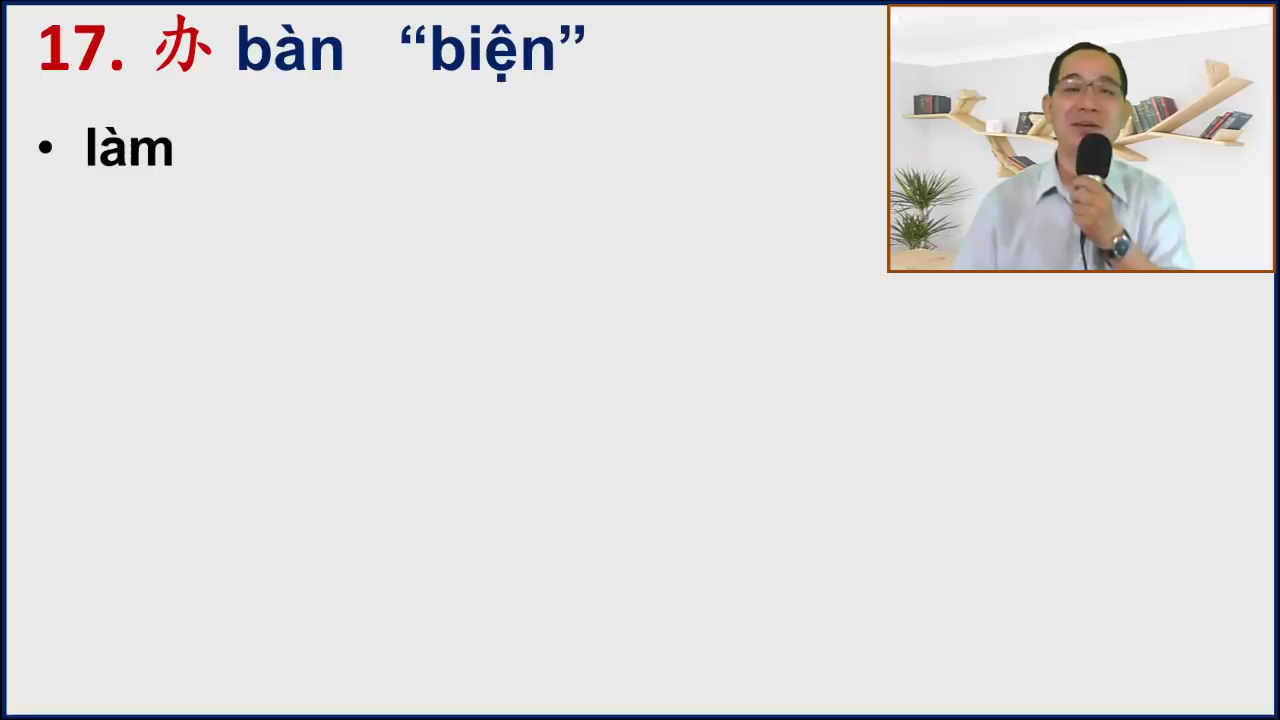 17. 办 bàn “biện”
• làm